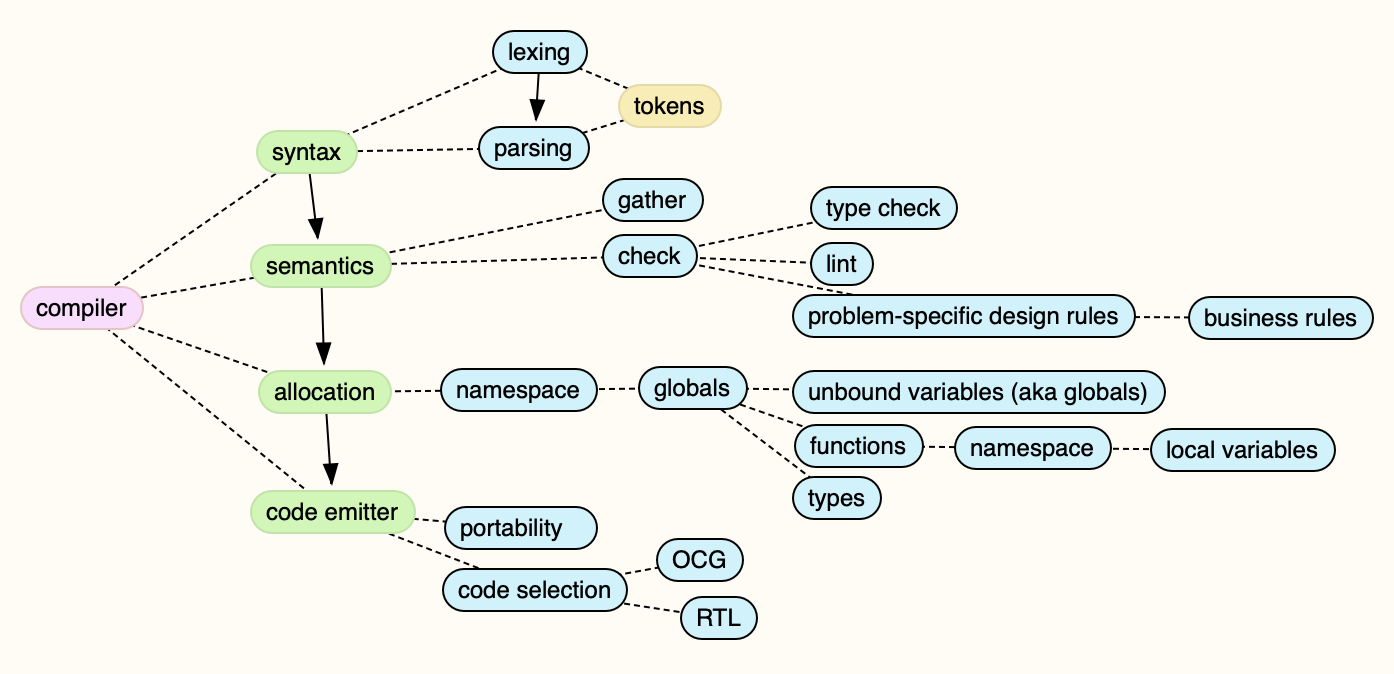 lexing
tokens
syntax
parsing
gather
type check
semantics
check
lint
compiler
problem-specific design rules
business rules
allocation
namespace
globals
unbound variables (aka globals)
functions
namespace
local variables
types
code emitter
portability
OCG
code selection
RTL